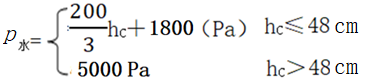 p水= { 200/3 hc＋1800（Pa） hc≤48 cm
5000 Pa hc＞48 cm